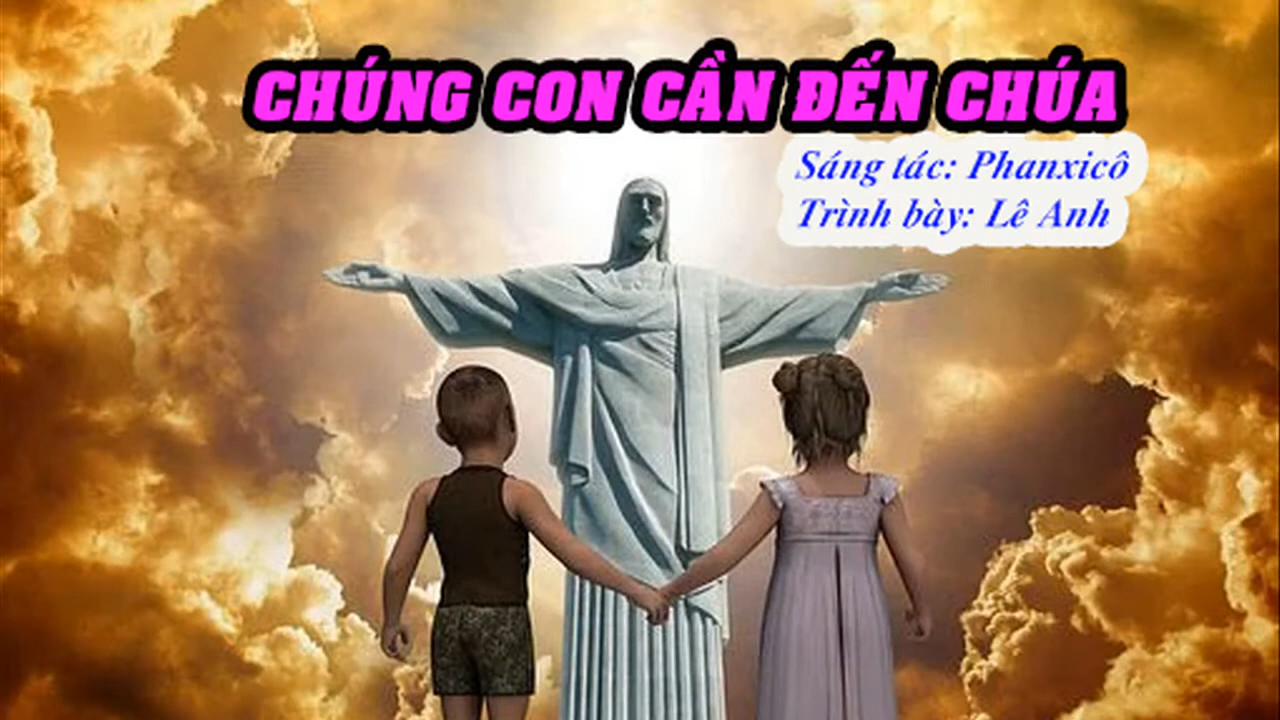 CHÚNG CON CẦN ĐẾN CHÚA
Sáng tác: Phanxicô
Trình bày: Lê Anh